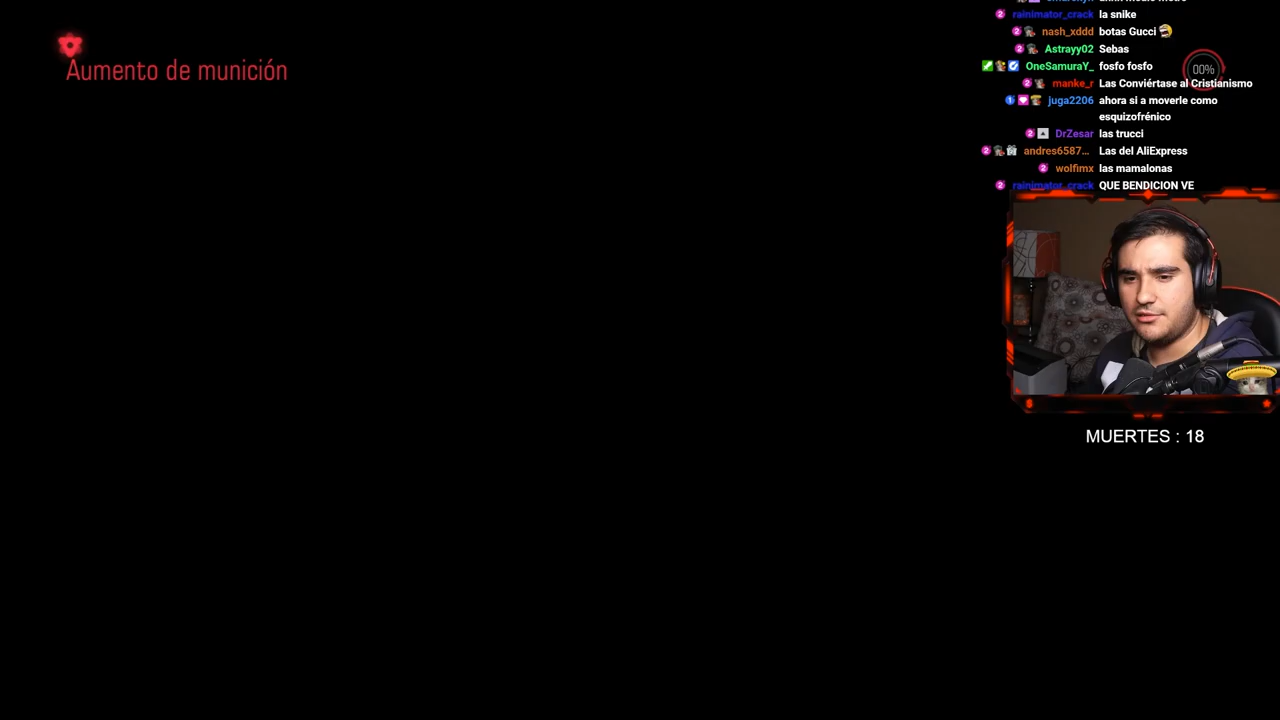 Aumento de munición
rainimator_crack la snike
nash_xddd botas Gucci
Astrayy02 Sebas
OneSamuraY_ fosfo fosfo
00%
manke_r Las Conviértase al Cristianismo
juga2206 ahora si a moverle como
esquizofrénico
DrZesar las trucci
andres6587... Las del AliExpress
wolfimx las mamalonas
rainimator_crack QUE BENDICION VE
MUERTES : 18